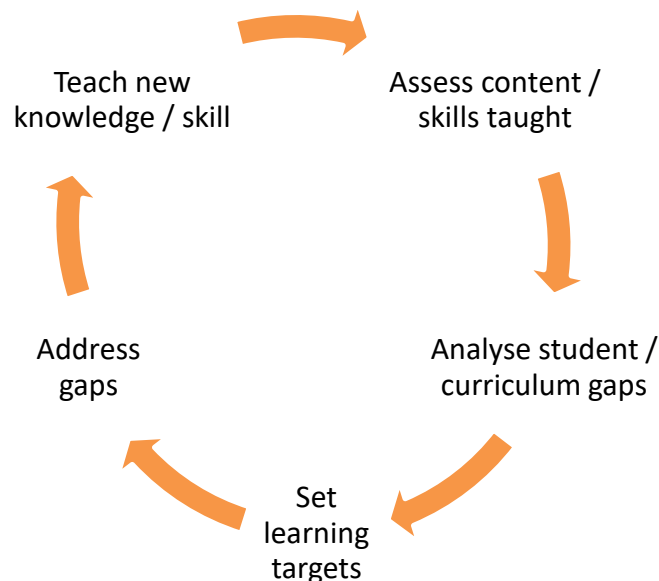 Teach new
knowledge / skill
Assess content /
skills taught
Analyse student /
curriculum gaps
Set
learning
targets
Address
gaps